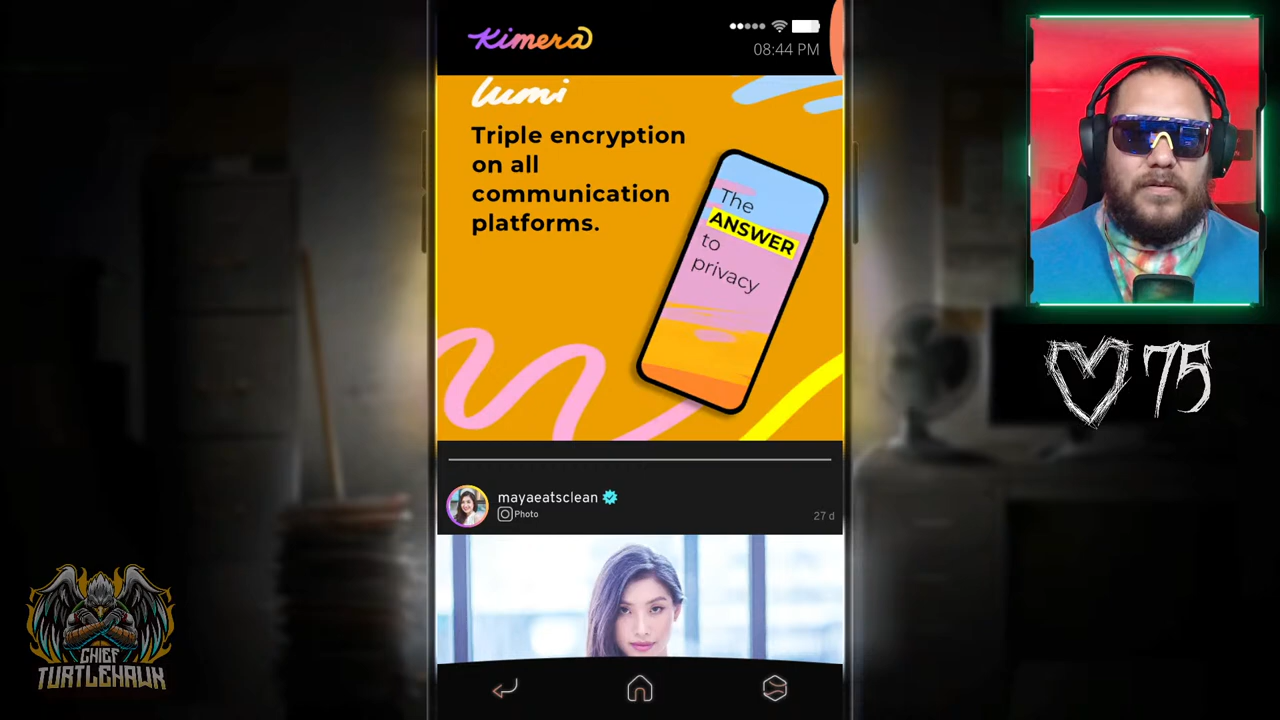 Kimera
08:44 PM
lumi
Triple encryption
on all
communication
platforms.
The
ANSWER
to
privacy
mayaeatsclean
Photo
27 d
75
CHIEF
TURTLEHAWK